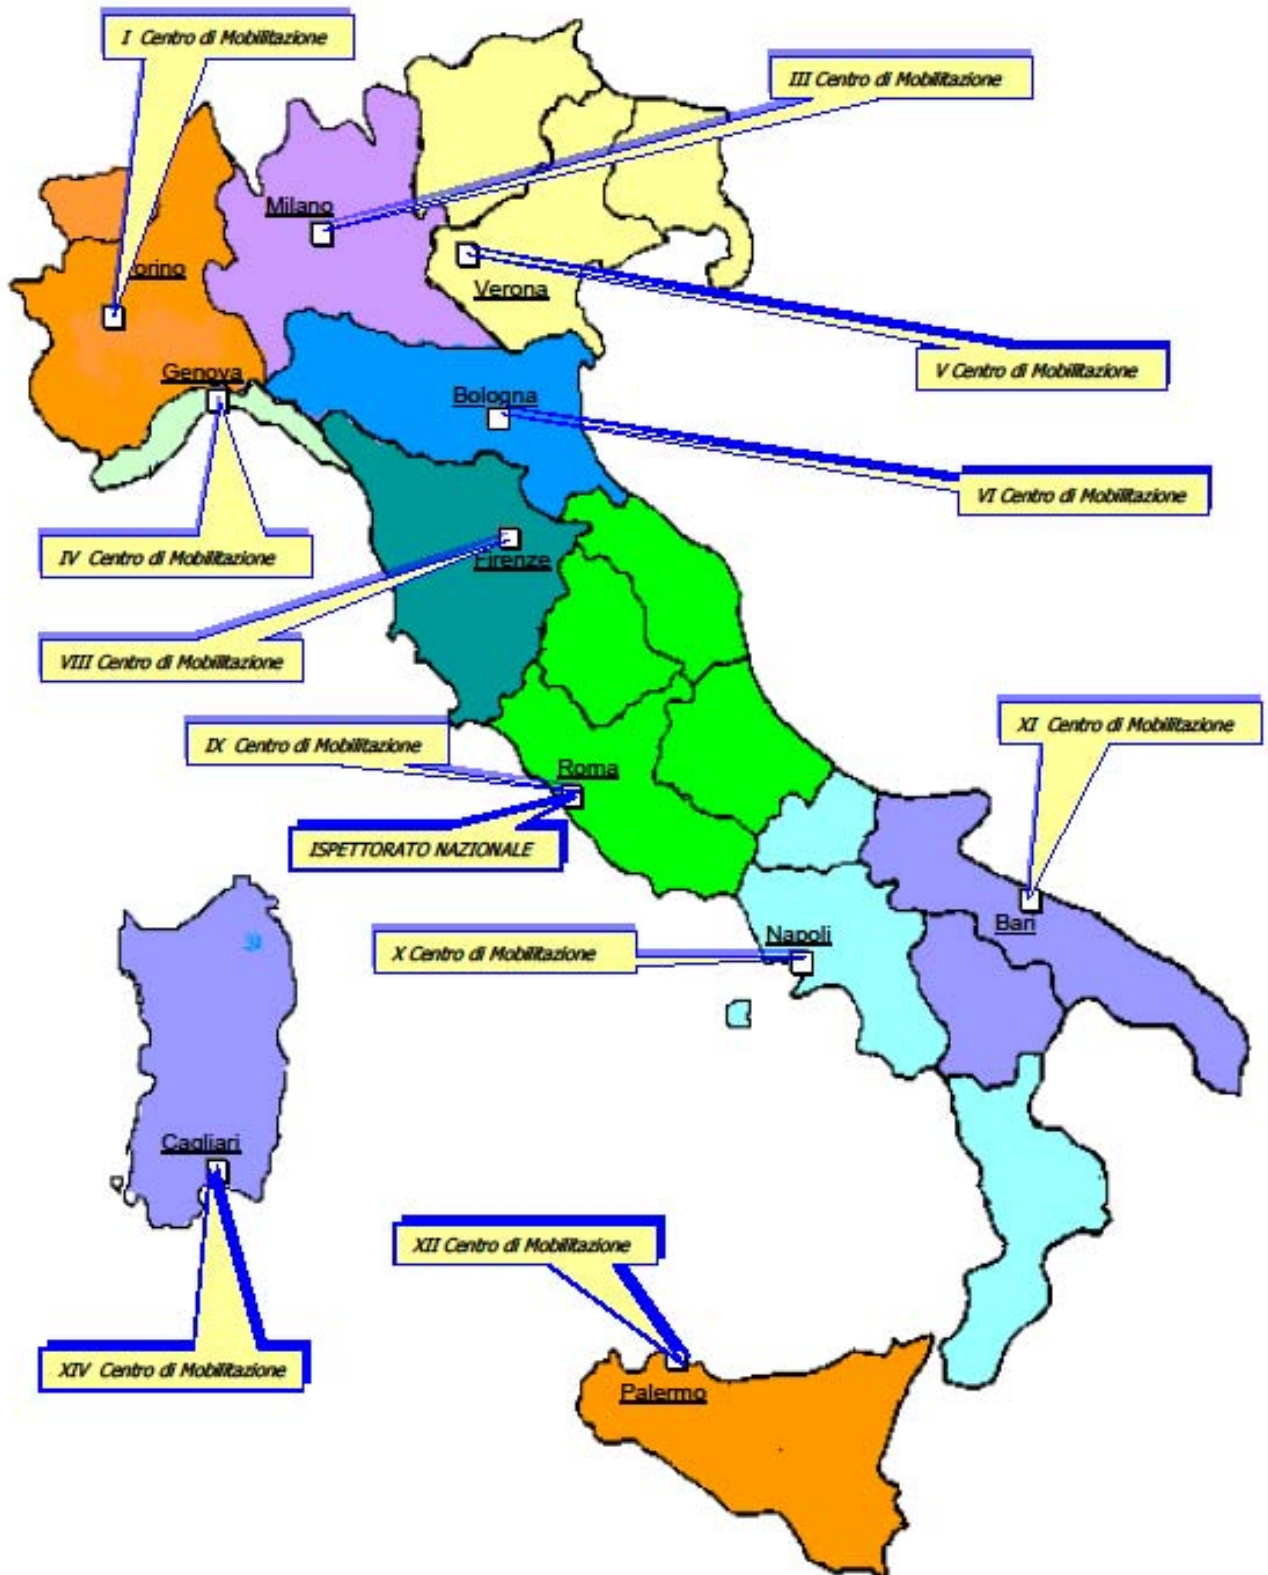 I Centro di Mobilitazione
III Centro di Mobilitazione
Milano
orino
Verona
V Centro di Mobilitazione
Genova
Bologna
VI Centro di Mobilitazione
IV Centro di Mobilitazione
Firenze
VIII Centro di Mobilitazione
XI Centro di Mobilitazione
IX Centro di Mobilitazione
Roma
ISPETTORATO NAZIONALE
Bari
Napoli
X Centro di Mobilitazione
Cagliari
XII Centro di Mobilitazione
XIV Centro di Mobilitazione
Palermo